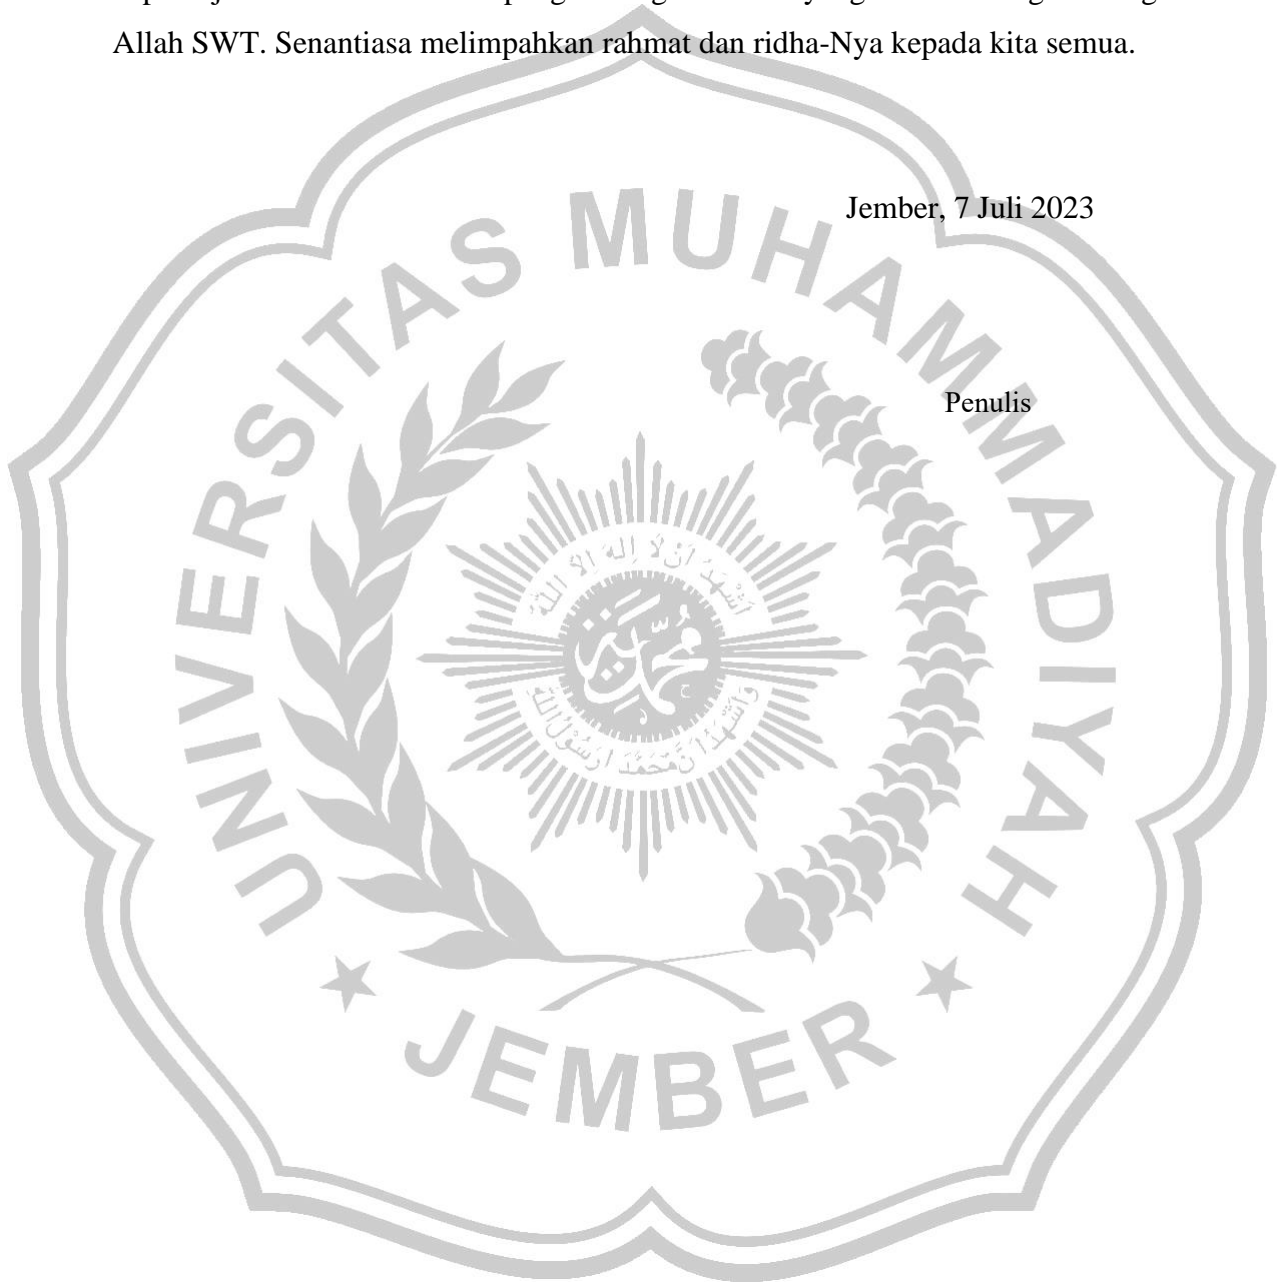 Allah SWT. Senantiasa melimpahkan rahmat dan ridha-Nya kepada kita semua.
Jember, 7 Juli 2023
Penulis
UNIVERSITAS MUHAMMADIYAH
JEMBER